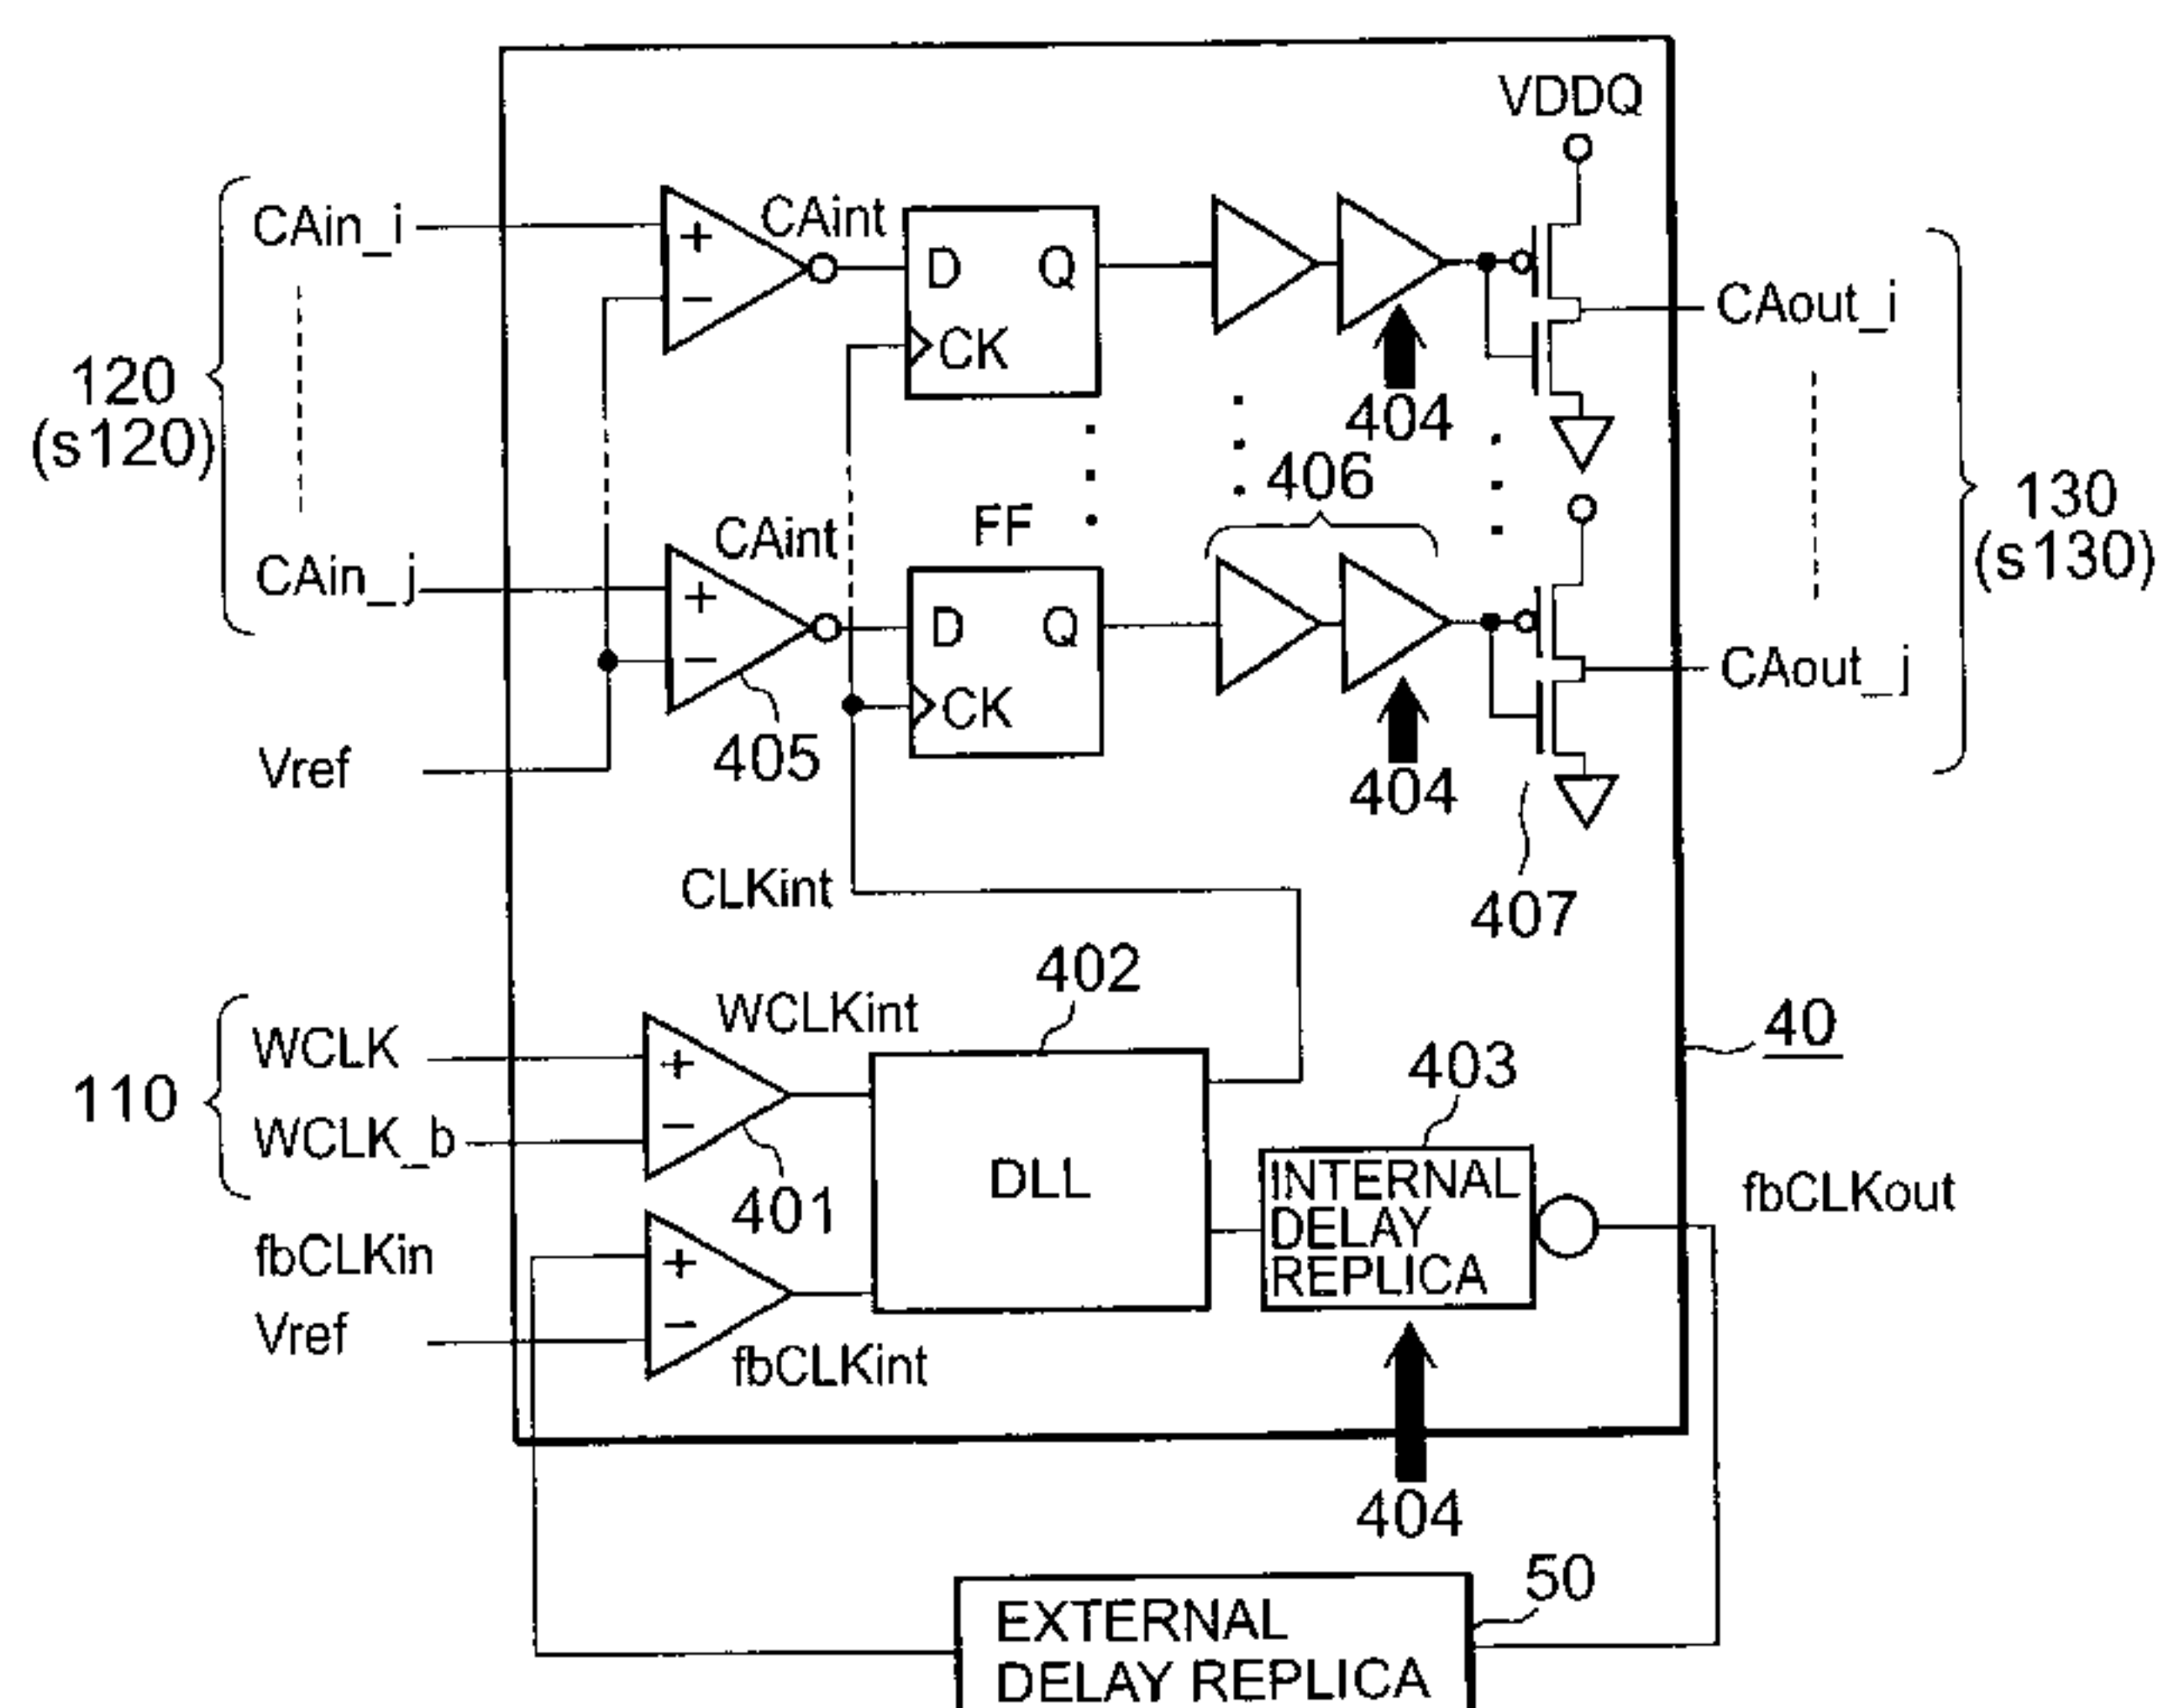 VDDQ
CAin_i
CAint
+
−
D
Q
CK
CAout_i
120
(s120)
404
406
130
(s130)
CAint
FF
CAin_j
+
−
D
Q
CK
CAout_j
405
404
Vref
CLKint
407
402
WCLKint
40
WCLK
+
403
110
WCLK_b
−
401
DLL
INTERNAL
DELAY
REPLICA
fbCLKout
fbCLKin
+
Vref
−
fbCLKint
404
50
EXTERNAL
DELAY REPLICA